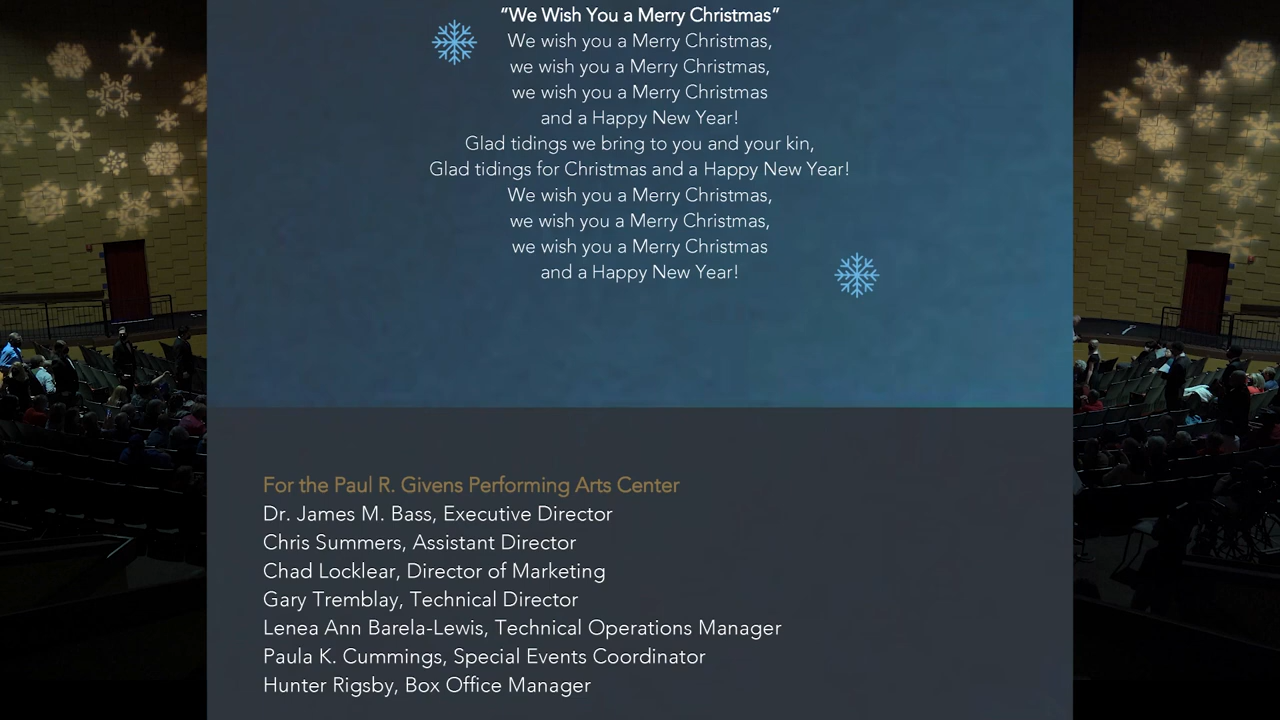 “We Wish You a Merry Christmas”
We wish you a Merry Christmas,
we wish you a Merry Christmas,
we wish you a Merry Christmas
and a Happy New Year!
Glad tidings we bring to you and your kin,
Glad tidings for Christmas and a Happy New Year!
We wish you a Merry Christmas,
we wish you a Merry Christmas,
we wish you a Merry Christmas
and a Happy New Year!
For the Paul R. Givens Performing Arts Center
Dr. James M. Bass, Executive Director
Chris Summers, Assistant Director
Chad Locklear, Director of Marketing
Gary Tremblay, Technical Director
Lenea Ann Barela-Lewis, Technical Operations Manager
Paula K. Cummings, Special Events Coordinator
Hunter Rigsby, Box Office Manager